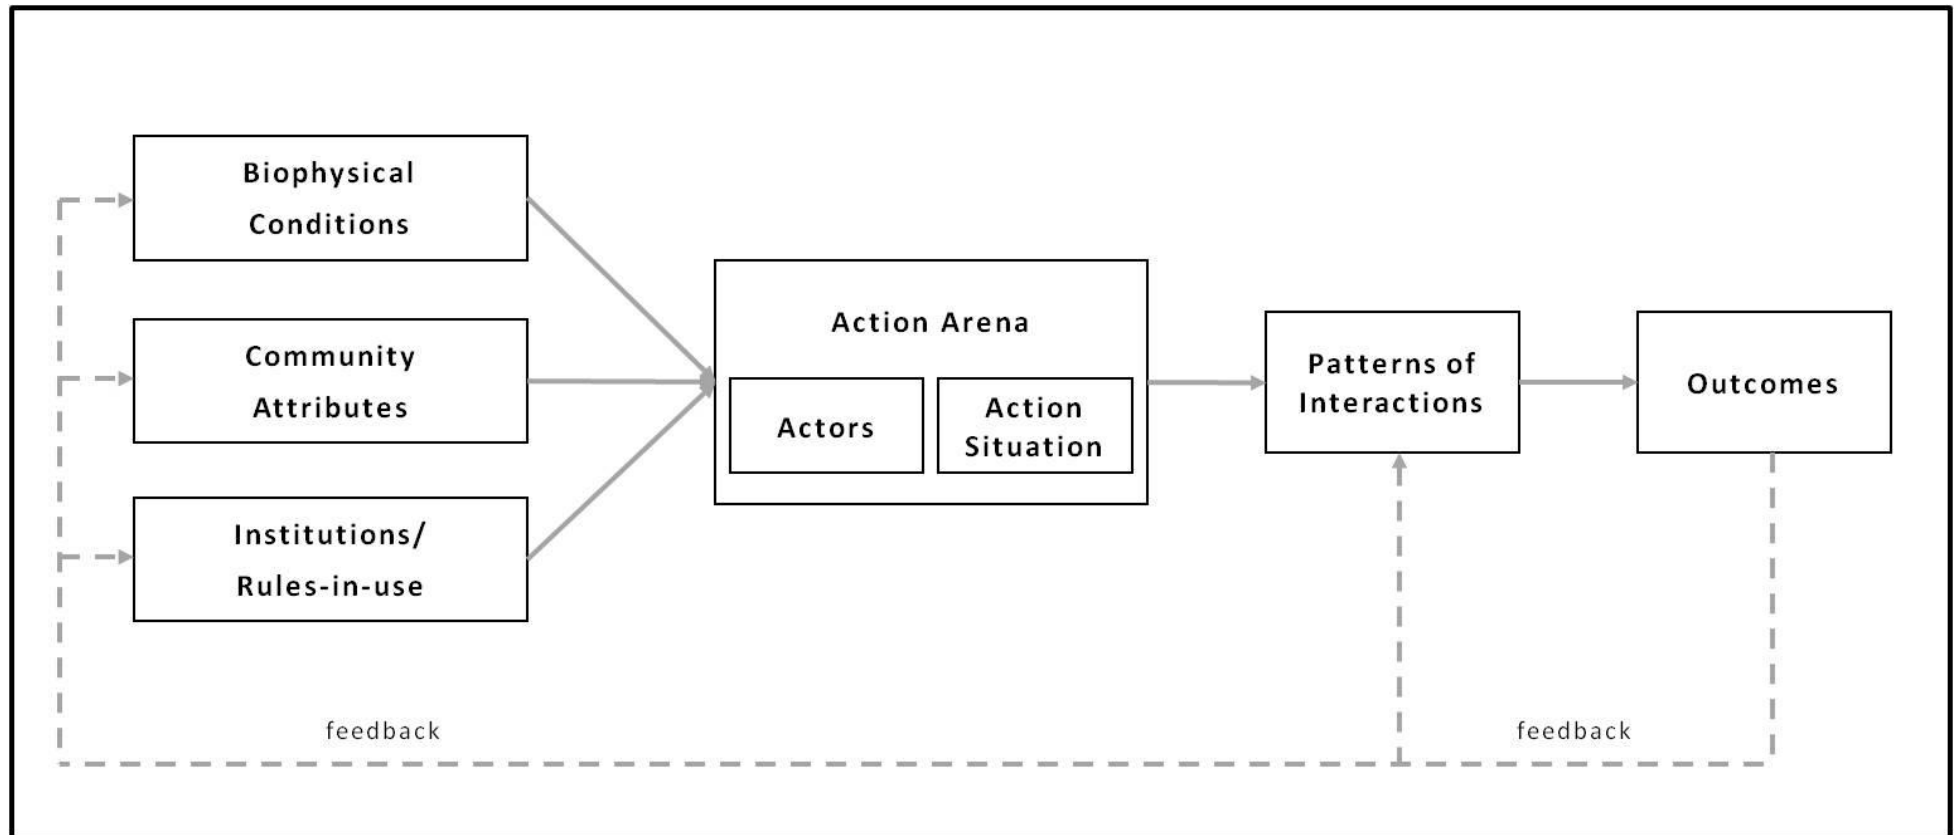 Biophysical
Conditions
Community
Attributes
Institutions/
Rules-in-use
Action Arena
Actors
Action
Situation
Patterns of
Interactions
Outcomes
feedback
feedback